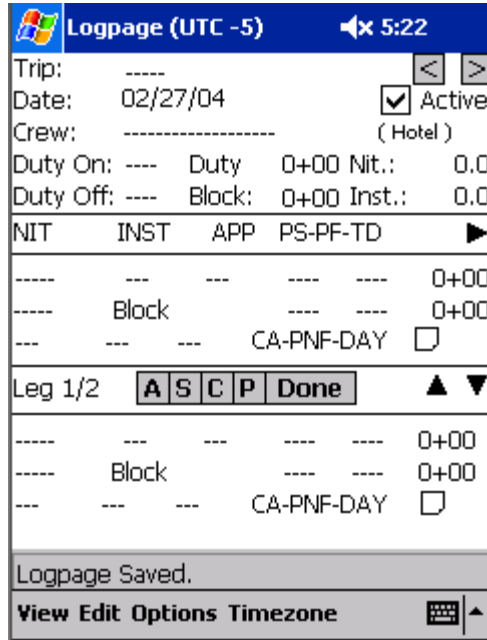 Logpage (UTC -5) 5:22
Trip: ----- < >
Date: 02/27/04 Active
Crew: ------------------- ( Hotel )
Duty On: ---- Duty 0+00 Nit.: 0.0
Duty Off: ---- Block: 0+00 Inst.: 0.0
NIT INST APP PS-PF-TD
----- --- --- ---- ---- 0+00
----- Block ---- ---- 0+00
--- --- --- CA-PNF-DAY
Leg 1/2 A S C P Done
----- --- --- ---- ---- 0+00
----- Block ---- ---- 0+00
--- --- --- CA-PNF-DAY
Logpage Saved.
View Edit Options Timezone